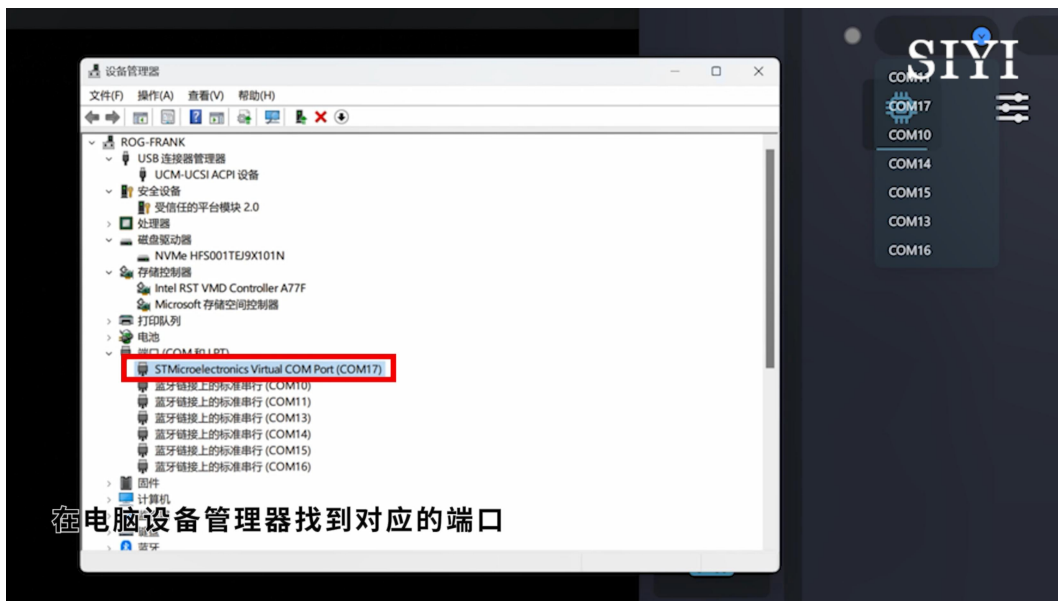 设备管理器
文件(F) 操作(A) 查看(V) 帮助(H)
ROG-FRANK
USB 连接器管理器
UCM-UCSI ACPI 设备
安全设备
受信任的平台模块 2.0
处理器
磁盘驱动器
NVMe HFS001TEJ9X101N
存储控制器
Intel RST VMD Controller A77F
Microsoft 存储空间控制器
打印队列
电池
端口 (COM 和 LPT)
STMicroelectronics Virtual COM Port (COM17)
蓝牙链接上的标准串行 (COM10)
蓝牙链接上的标准串行 (COM11)
蓝牙链接上的标准串行 (COM13)
蓝牙链接上的标准串行 (COM14)
蓝牙链接上的标准串行 (COM15)
蓝牙链接上的标准串行 (COM16)
固件
计算机
键盘
蓝牙
在电脑设备管理器找到对应的端口
SIYI
COM11
COM17
COM10
COM14
COM15
COM13
COM16